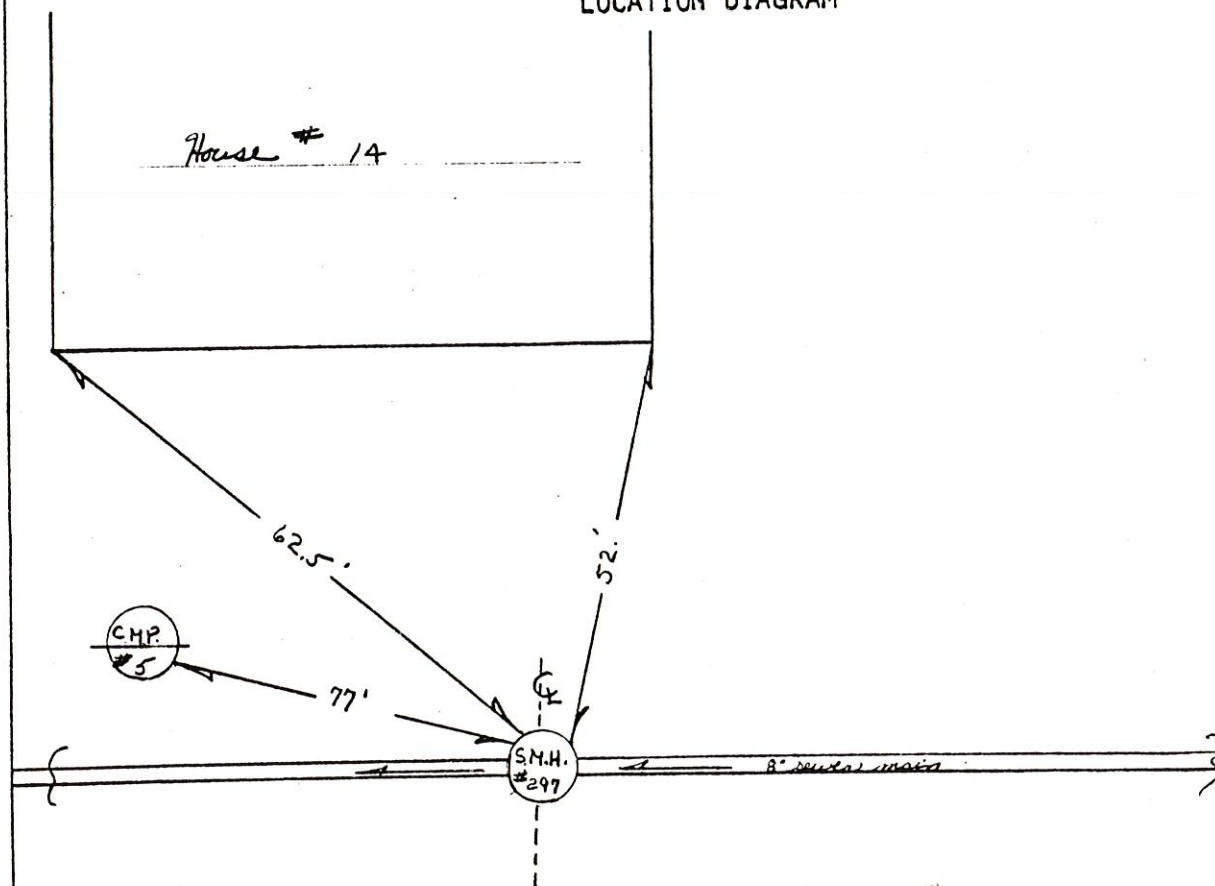 LOCATION DIAGRAM
House # 14
62.5'
52.'
C.M.P.
#5
77'
℄
S.M.H.
#297
8" sewer main